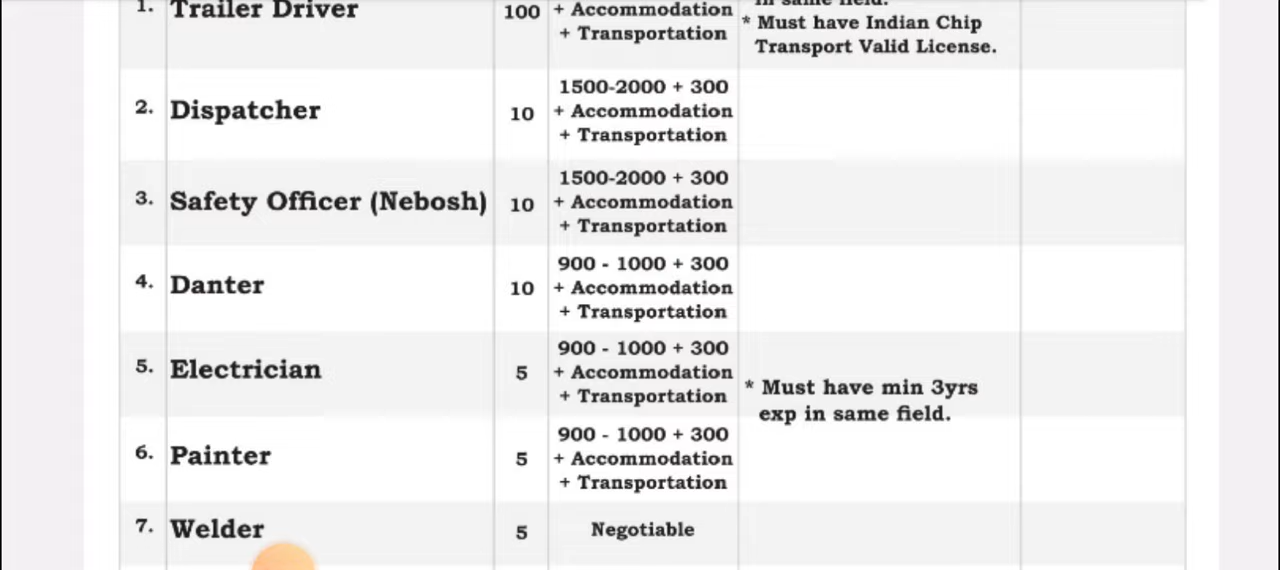 1. Trailer Driver 100 + Accommodation
+ Transportation
in same field.
* Must have Indian Chip
Transport Valid License.
2. Dispatcher 10 1500-2000 + 300
+ Accommodation
+ Transportation
3. Safety Officer (Nebosh) 10 1500-2000 + 300
+ Accommodation
+ Transportation
4. Danter 10 900 - 1000 + 300
+ Accommodation
+ Transportation
5. Electrician 5 900 - 1000 + 300
+ Accommodation
+ Transportation
* Must have min 3yrs
exp in same field.
6. Painter 5 900 - 1000 + 300
+ Accommodation
+ Transportation
7. Welder 5 Negotiable